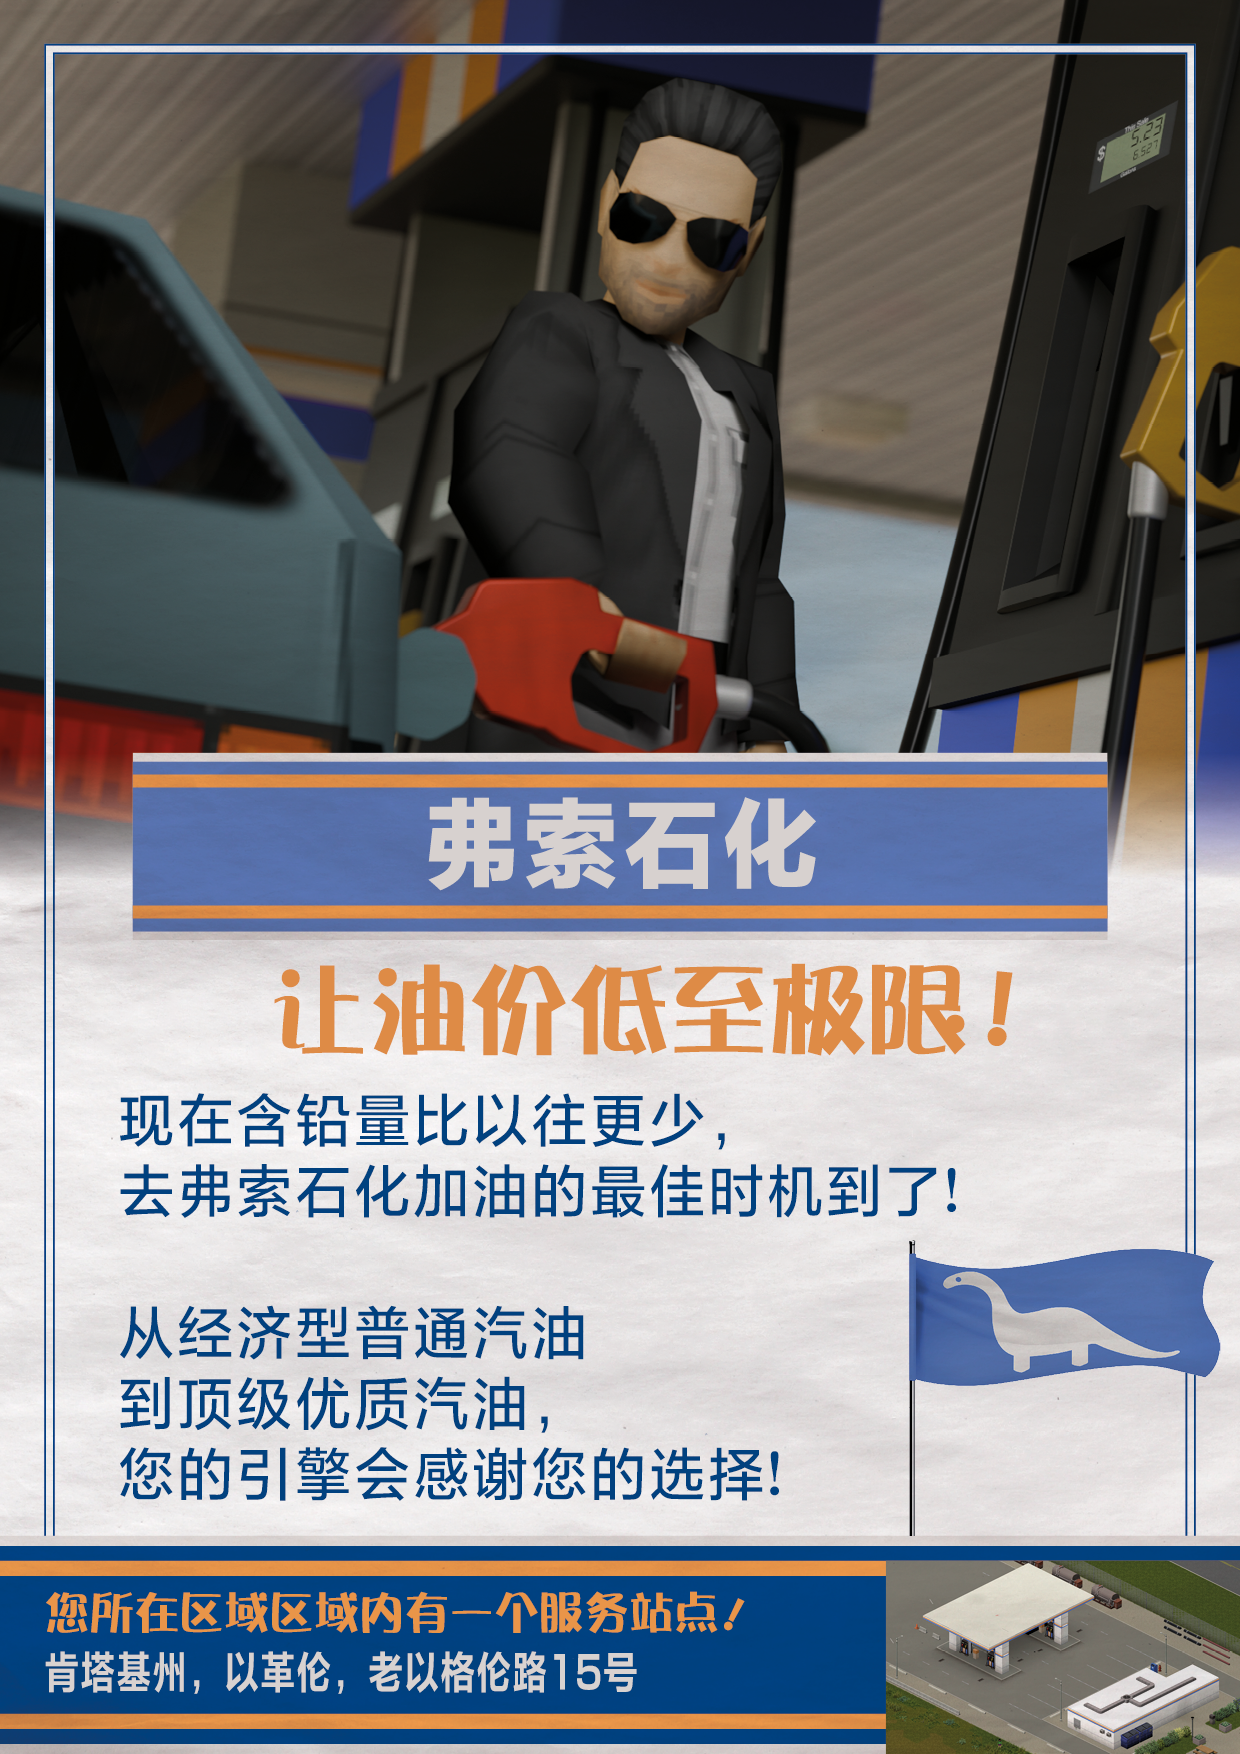 This Sale
$ 5.23
6.527
Gallons
弗索石化
让油价低至极限！
现在含铅量比以往更少，
去弗索石化加油的最佳时机到了！
从经济型普通汽油
到顶级优质汽油，
您的引擎会感谢您的选择！
您所在区域区域内有一个服务站点！
肯塔基州，以革伦，老以格伦路15号